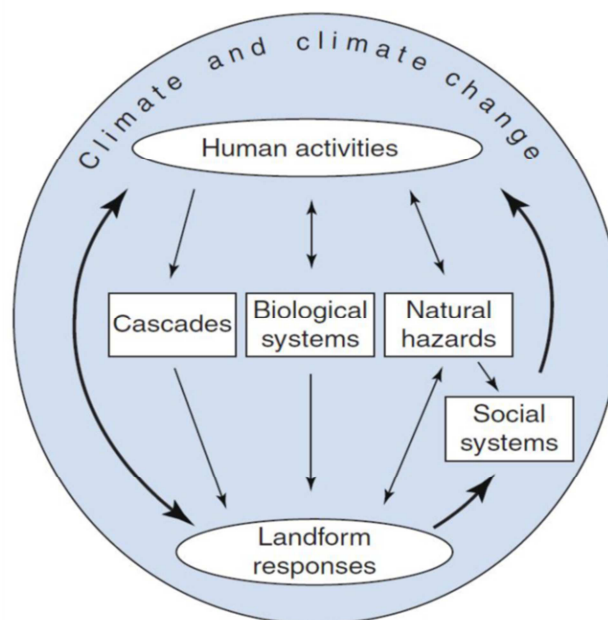 Climate and climate change
Human activities
Cascades
Biological
systems
Natural
hazards
Social
systems
Landform
responses